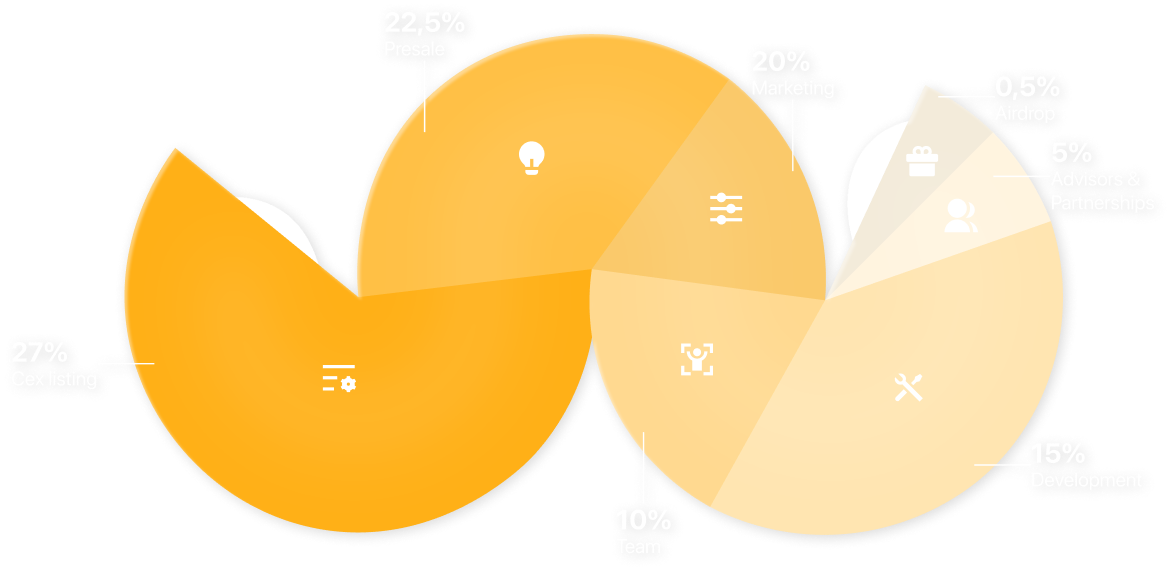 22,5%
Presale
20%
Marketing
0,5%
Airdrop
5%
Advisors &
Partnerships
27%
Cex listing
15%
Development
10%
Team